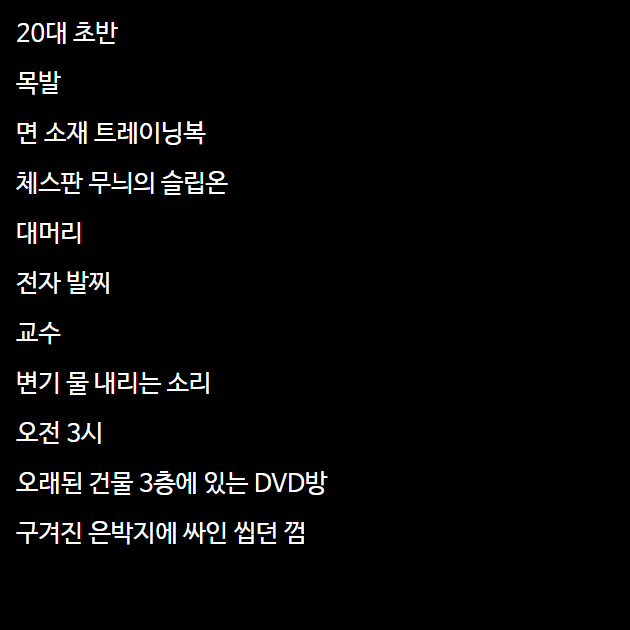 20대 초반
목발
면 소재 트레이닝복
체스판 무늬의 슬립온
대머리
전자 발찌
교수
변기 물 내리는 소리
오전 3시
오래된 건물 3층에 있는 DVD방
구겨진 은박지에 싸인 씹던 껌